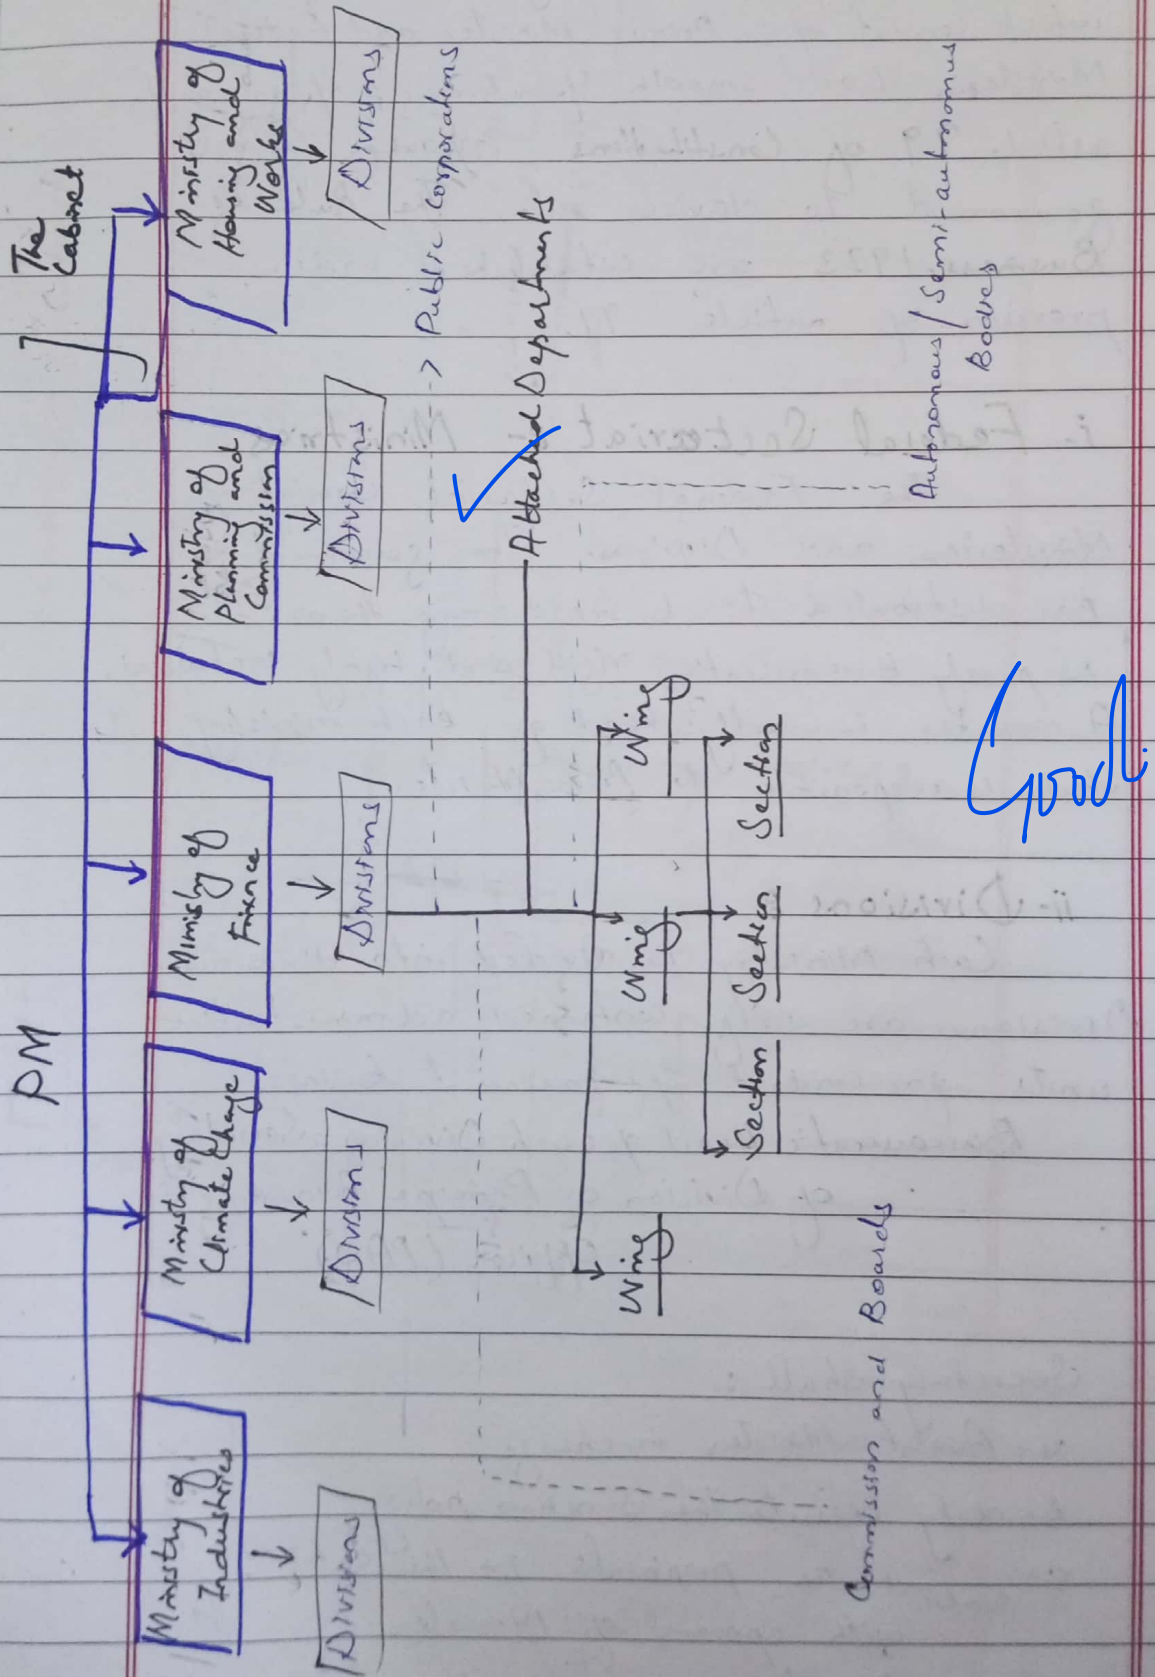 PM
The
Cabinet
Ministry of
Industries
Ministry of
Climate Change
Ministry of
Finance
Ministry of
Planning and
Commission
Ministry of
Housing and
Works
Divisions
Divisions
Divisions
Divisions
Divisions
Public Corporations
Attached Departments
Wing
Wing
Wing
Section
Section
Section
Commission and Boards
Autonomous/Semi-autonomus
Bodies
Good.